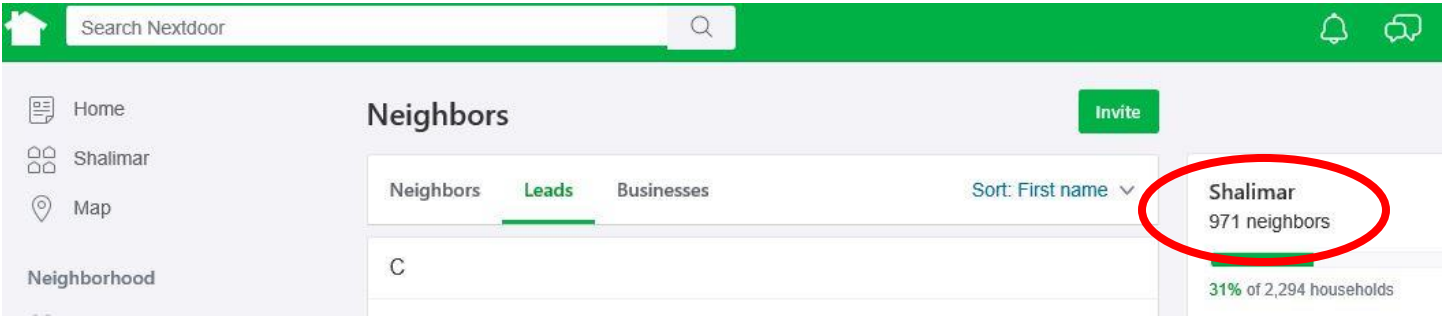 Search Nextdoor
Home
Shalimar
Map
Neighborhood
Neighbors
Invite
Neighbors Leads Businesses Sort: First name
C
Shalimar
971 neighbors
31% of 2,294 households